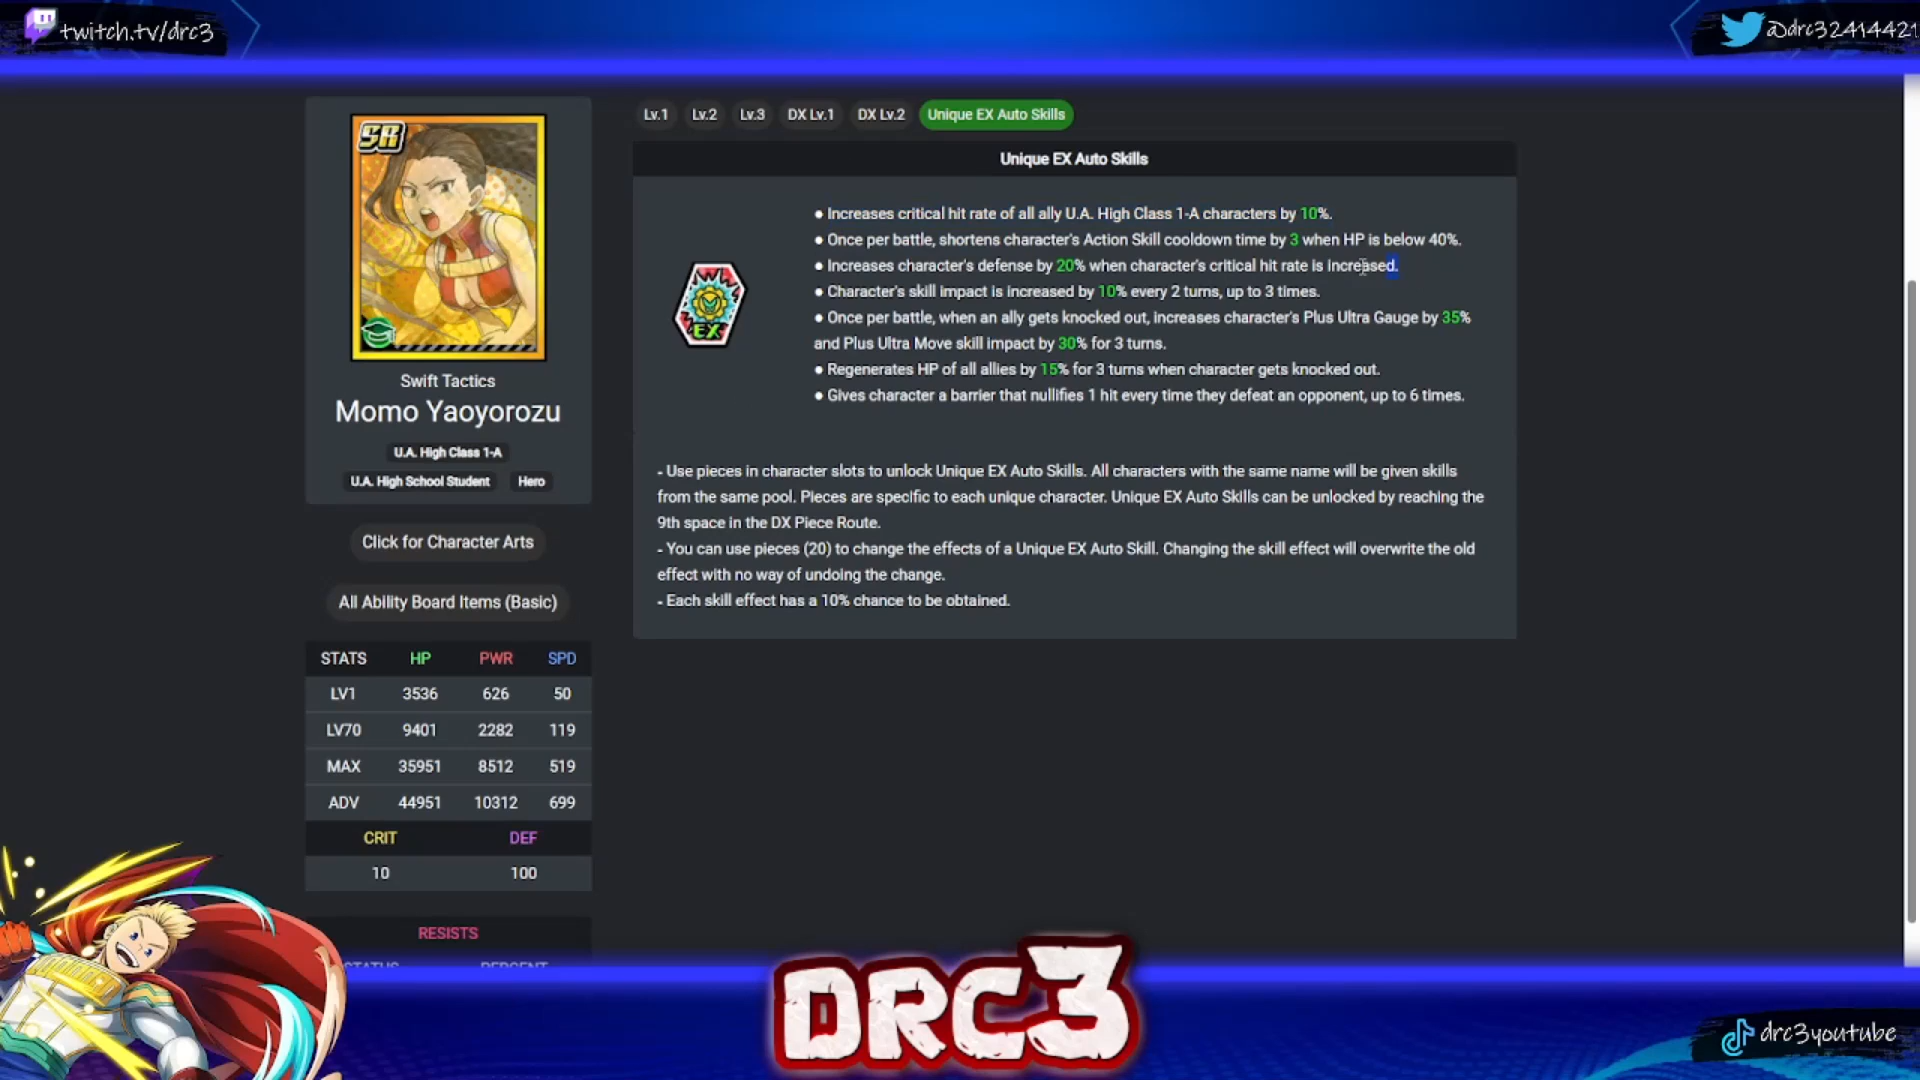 twitch.tv/drc3
@drc32414421
SR
Swift Tactics
Momo Yaoyorozu
U.A. High Class 1-A
U.A. High School Student Hero
Click for Character Arts
All Ability Board Items (Basic)
STATS HP PWR SPD
LV1 3536 626 50
LV70 9401 2282 119
MAX 35951 8512 519
ADV 44951 10312 699
CRIT DEF
10 100
RESISTS
STATUS PERCENT
Lv.1 Lv.2 Lv.3 DX Lv.1 DX Lv.2 Unique EX Auto Skills
Unique EX Auto Skills
EX
● Increases critical hit rate of all ally U.A. High Class 1-A characters by 10%.
● Once per battle, shortens character's Action Skill cooldown time by 3 when HP is below 40%.
● Increases character's defense by 20% when character's critical hit rate is increased.
● Character's skill impact is increased by 10% every 2 turns, up to 3 times.
● Once per battle, when an ally gets knocked out, increases character's Plus Ultra Gauge by 35%
and Plus Ultra Move skill impact by 30% for 3 turns.
● Regenerates HP of all allies by 15% for 3 turns when character gets knocked out.
● Gives character a barrier that nullifies 1 hit every time they defeat an opponent, up to 6 times.
- Use pieces in character slots to unlock Unique EX Auto Skills. All characters with the same name will be given skills
from the same pool. Pieces are specific to each unique character. Unique EX Auto Skills can be unlocked by reaching the
9th space in the DX Piece Route.
- You can use pieces (20) to change the effects of a Unique EX Auto Skill. Changing the skill effect will overwrite the old
effect with no way of undoing the change.
- Each skill effect has a 10% chance to be obtained.
DRC3
drc3youtube